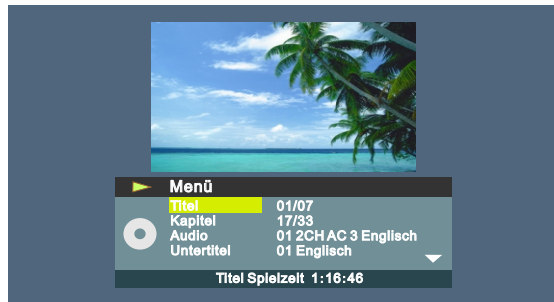 Menü
Titel 01/07
Kapitel 17/33
Audio 01 2CH AC 3 Englisch
Untertitel 01 Englisch
Titel Spielzeit 1:16:46